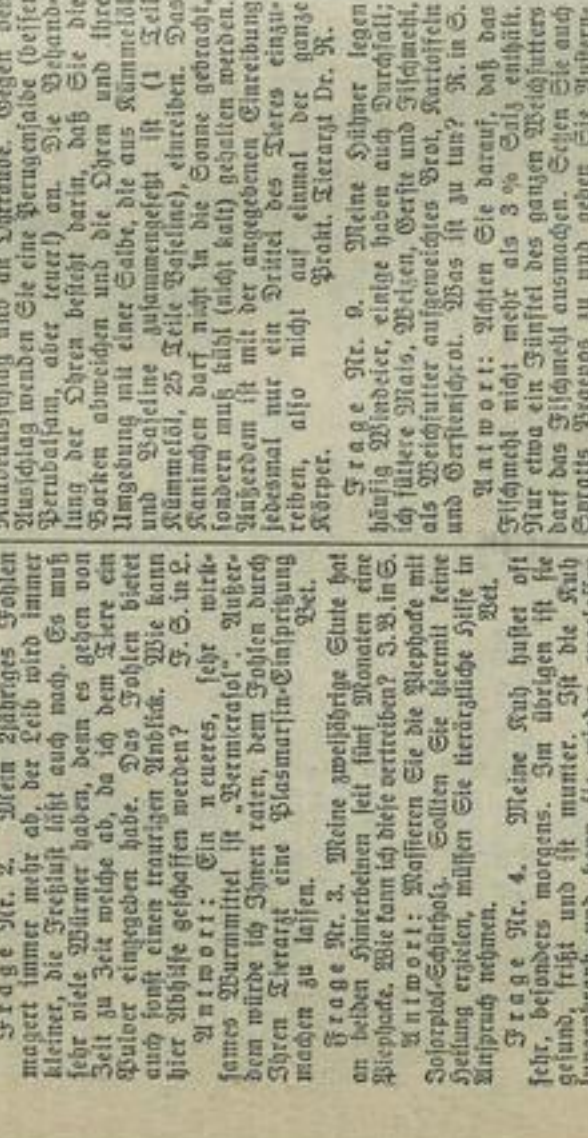 Frage Nr. 2. Mein 2jähriges Fohlen
magert immer mehr ab, der Leib wird immer
kleiner, die Freßlust läßt auch nach. Es muß
sehr viele Würmer haben, denn es gehen von
Zeit zu Zeit welche ab, da ich dem Tiere ein
Pulver eingegeben habe. Das Fohlen bietet
auch sonst einen traurigen Anblick. Wie kann
hier Abhilfe geschaffen werden? F. S. in L.
Antwort: Ein neueres, sehr wirk-
sames Wurmmittel ist „Vermicrasol“. Außer-
dem würde ich Ihnen raten, dem Fohlen durch
Ihren Tierarzt eine Plasmarsin-Einspritzung
machen zu lassen. Vet.
Frage Nr. 3. Meine zweijährige Stute hat
an beiden Hinterbeinen seit fünf Monaten eine
Piephacke. Wie kann ich diese vertreiben? J. B. in S.
Antwort: Massieren Sie die Piephacke mit
Jojorptol-Schürholz. Sollten Sie hiermit keine
Heilung erzielen, müssen Sie tierärztliche Hilfe in
Anspruch nehmen. Vet.
Frage Nr. 4. Meine Kuh hustet oft
sehr, besonders morgens. Im übrigen ist sie
gesund, frißt und ist munter. Ist die Kuh
Ausschlag wenden Sie eine Perugensalbe (besser
Perubalsam, aber teuer!) an. Die Behand-
lung der Ohren besteht darin, daß Sie die
Borken abweichen und die Ohren und ihre
Umgebung mit einer Salbe, die aus Kümmelöl
und Vaseline zusammengesetzt ist (1 Teil
Kümmelöl, 25 Teile Vaseline), einreiben. Das
Kaninchen darf nicht in die Sonne gebracht,
sondern muß kühl (nicht kalt) gehalten werden.
Außerdem ist mit der angegebenen Einreibung
jedesmal nur ein Drittel des Tieres einzu-
reiben, also nicht auf einmal der ganze
Körper. Prakt. Tierarzt Dr. R.
Frage Nr. 9. Meine Hühner legen
häufig Windeier, einige haben auch Durchfall;
ich füttere Mais, Weizen, Gerste und Fischmehl,
als Weichfutter aufgeweichtes Brot, Kartoffeln
und Gerstenschrot. Was ist zu tun? R. in S.
Antwort: Achten Sie darauf, daß das
Fischmehl nicht mehr als 3 % Salz enthält.
Nur etwa ein Fünftel des ganzen Weichfutters
darf das Fischmehl ausmachen. Setzen Sie auch